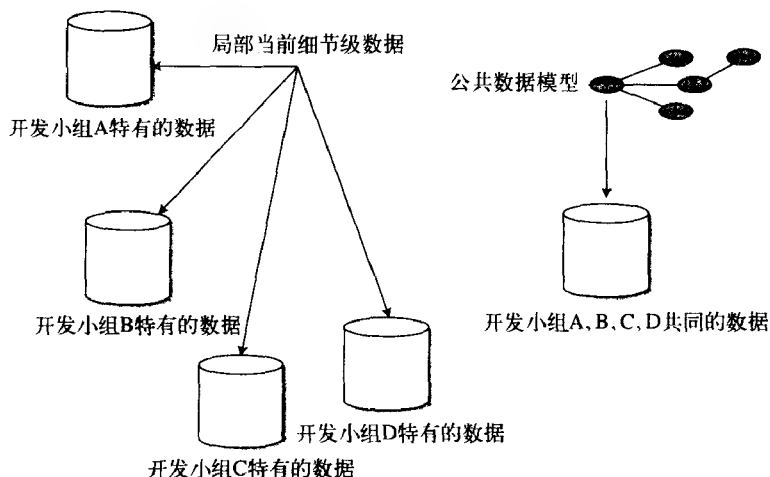 局部当前细节级数据
公共数据模型
开发小组A特有的数据
开发小组B特有的数据
开发小组A, B, C, D共同的数据
开发小组D特有的数据
开发小组C特有的数据